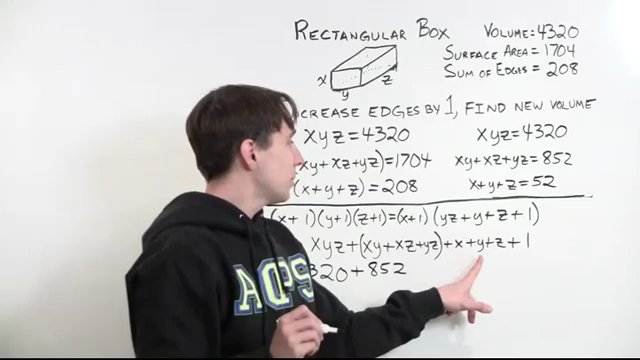 RECTANGULAR BOX
VOLUME=4320
SURFACE AREA=1704
SUM OF EDGES=208
x
y
z
CREASE EDGES BY 1, FIND NEW VOLUME
xyz=4320
xyz=4320
(xy+xz+yz)=1704
xy+xz+yz=852
(x+y+z)=208
x+y+z=52
(x+1)(y+1)(z+1)=(x+1)(yz+y+z+1)
xyz+(xy+xz+yz)+x+y+z+1
320+852
AOPS